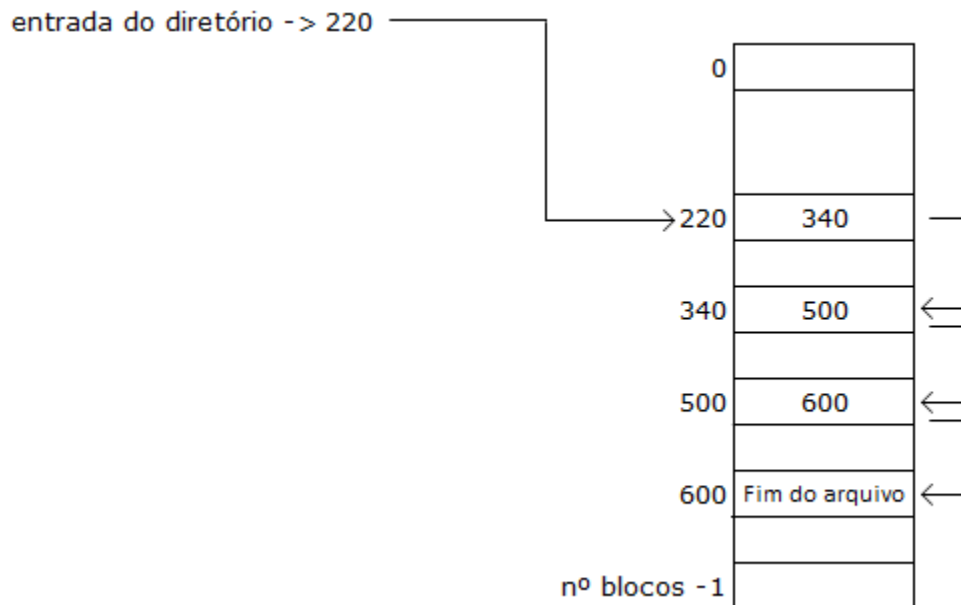 entrada do diretório -> 220
0
220 340
340 500
500 600
600 Fim do arquivo
nº blocos -1